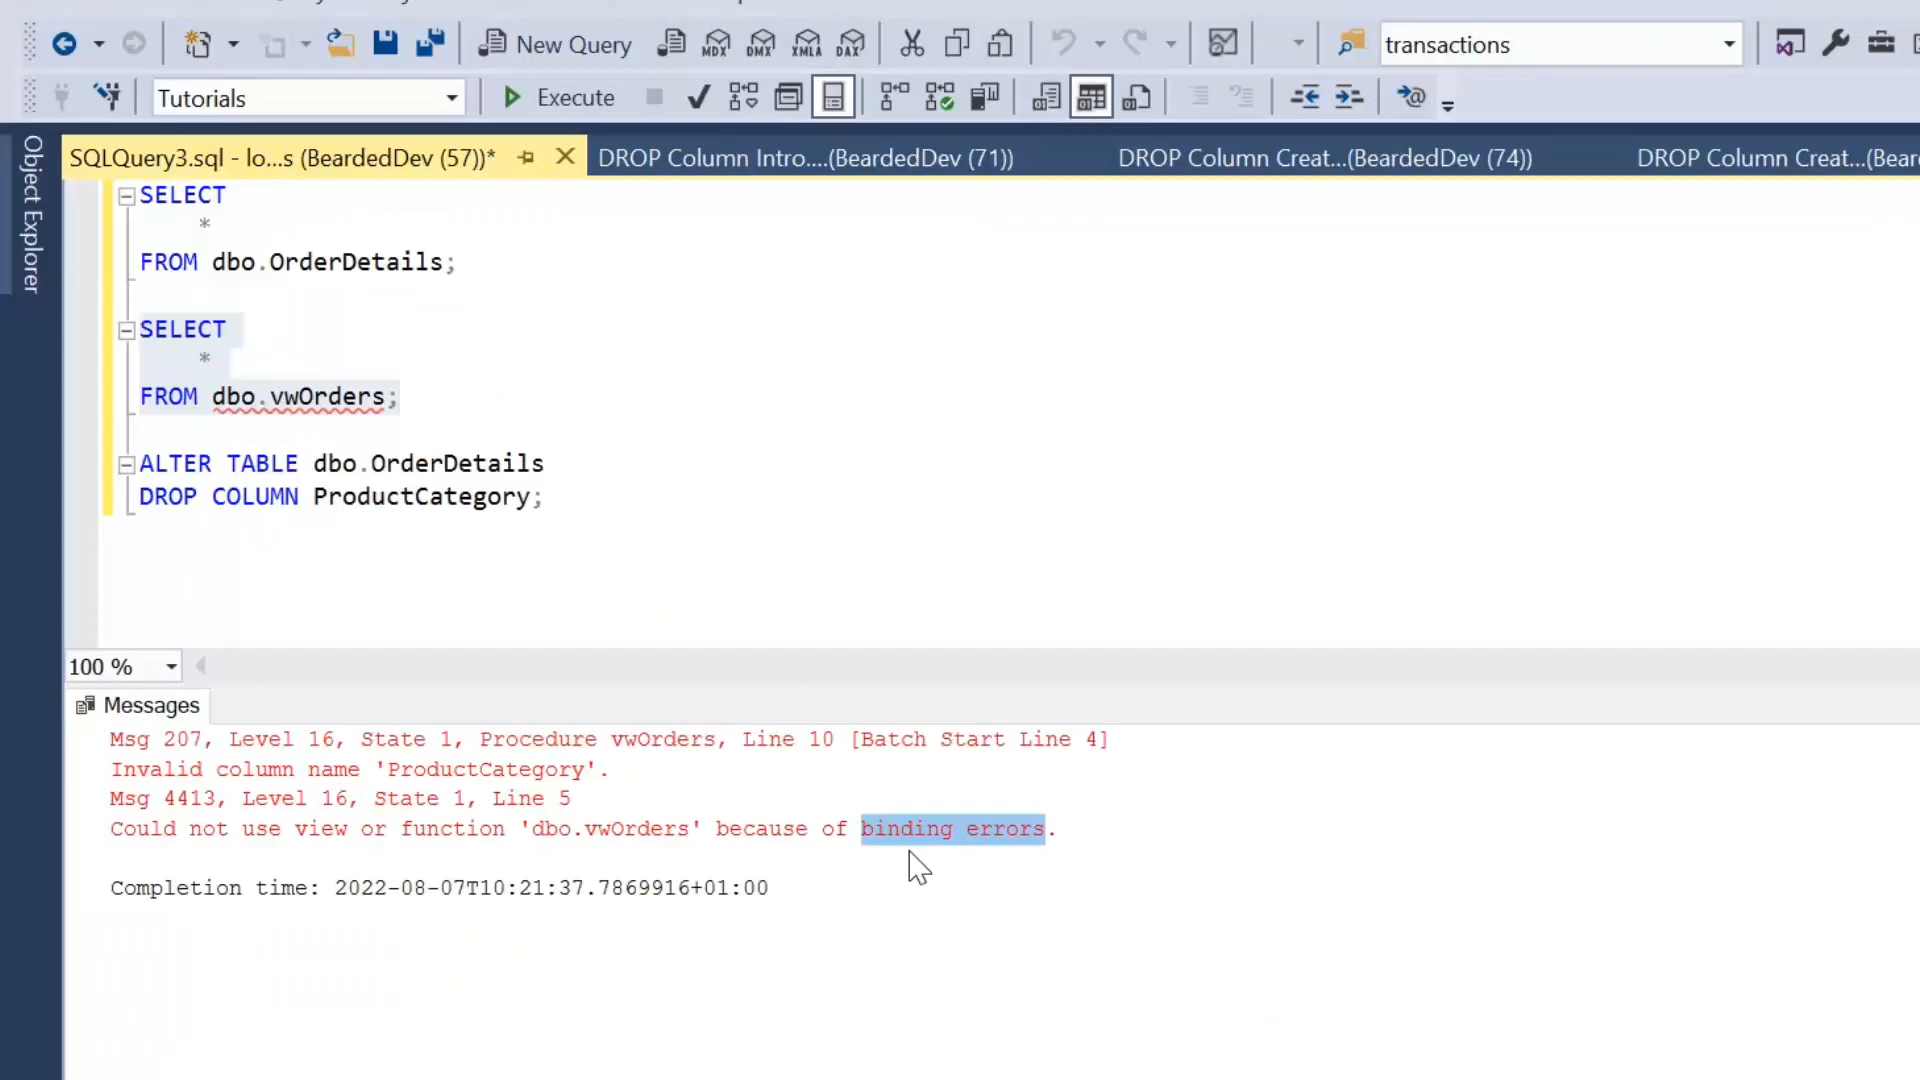 New Query
MDX
DMX
XMLA
DAX
transactions
Tutorials
Execute
Object Explorer
SQLQuery3.sql - lo...s (BeardedDev (57))*
DROP Column Intro....(BeardedDev (71))
DROP Column Creat...(BeardedDev (74))
DROP Column Creat...(Bear
SELECT
*
FROM dbo.OrderDetails;
SELECT
*
FROM dbo.vwOrders;
ALTER TABLE dbo.OrderDetails
DROP COLUMN ProductCategory;
100 %
Messages
Msg 207, Level 16, State 1, Procedure vwOrders, Line 10 [Batch Start Line 4]
Invalid column name 'ProductCategory'.
Msg 4413, Level 16, State 1, Line 5
Could not use view or function 'dbo.vwOrders' because of binding errors.
Completion time: 2022-08-07T10:21:37.7869916+01:00